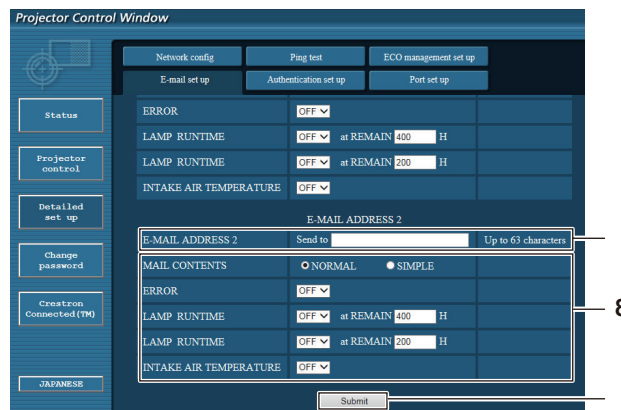 Projector Control Window
Network config Ping test ECO management set up
E-mail set up Authentication set up Port set up
Status
Projector
control
Detailed
set up
Change
password
Crestron
Connected(TM)
JAPANESE
ERROR OFF
LAMP RUNTIME OFF at REMAIN 400 H
LAMP RUNTIME OFF at REMAIN 200 H
INTAKE AIR TEMPERATURE OFF
E-MAIL ADDRESS 2
E-MAIL ADDRESS 2 Send to Up to 63 characters
MAIL CONTENTS NORMAL SIMPLE
ERROR OFF
LAMP RUNTIME OFF at REMAIN 400 H
LAMP RUNTIME OFF at REMAIN 200 H
INTAKE AIR TEMPERATURE OFF
Submit